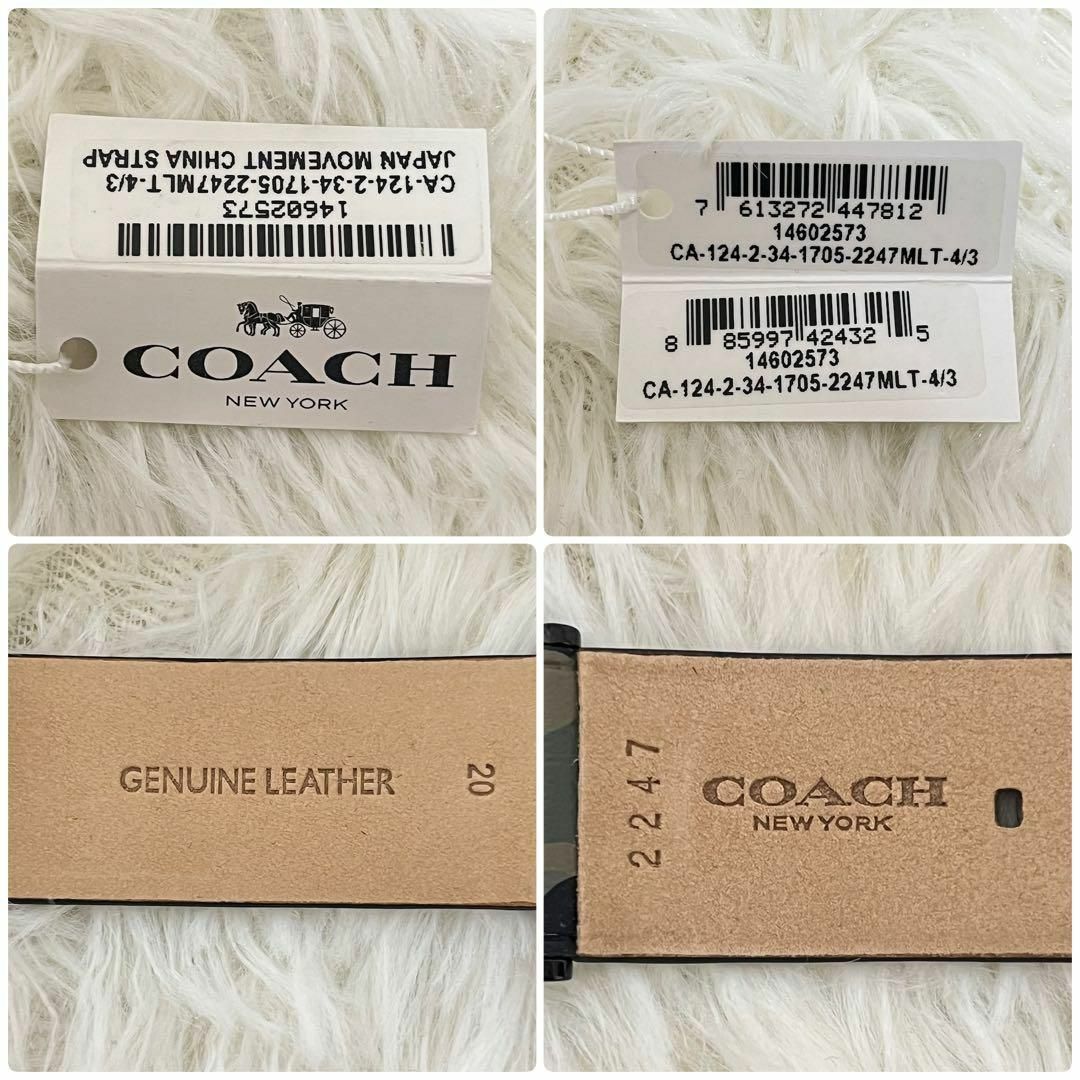 JAPAN MOVEMENT CHINA STRAP
CA-124-2-34-1705-2247MLT-4/3
14602573
COACH
NEW YORK
7 613272 447812
14602573
CA-124-2-34-1705-2247MLT-4/3
8 85997 42432 5
14602573
CA-124-2-34-1705-2247MLT-4/3
GENUINE LEATHER
20
2247
COACH
NEW YORK